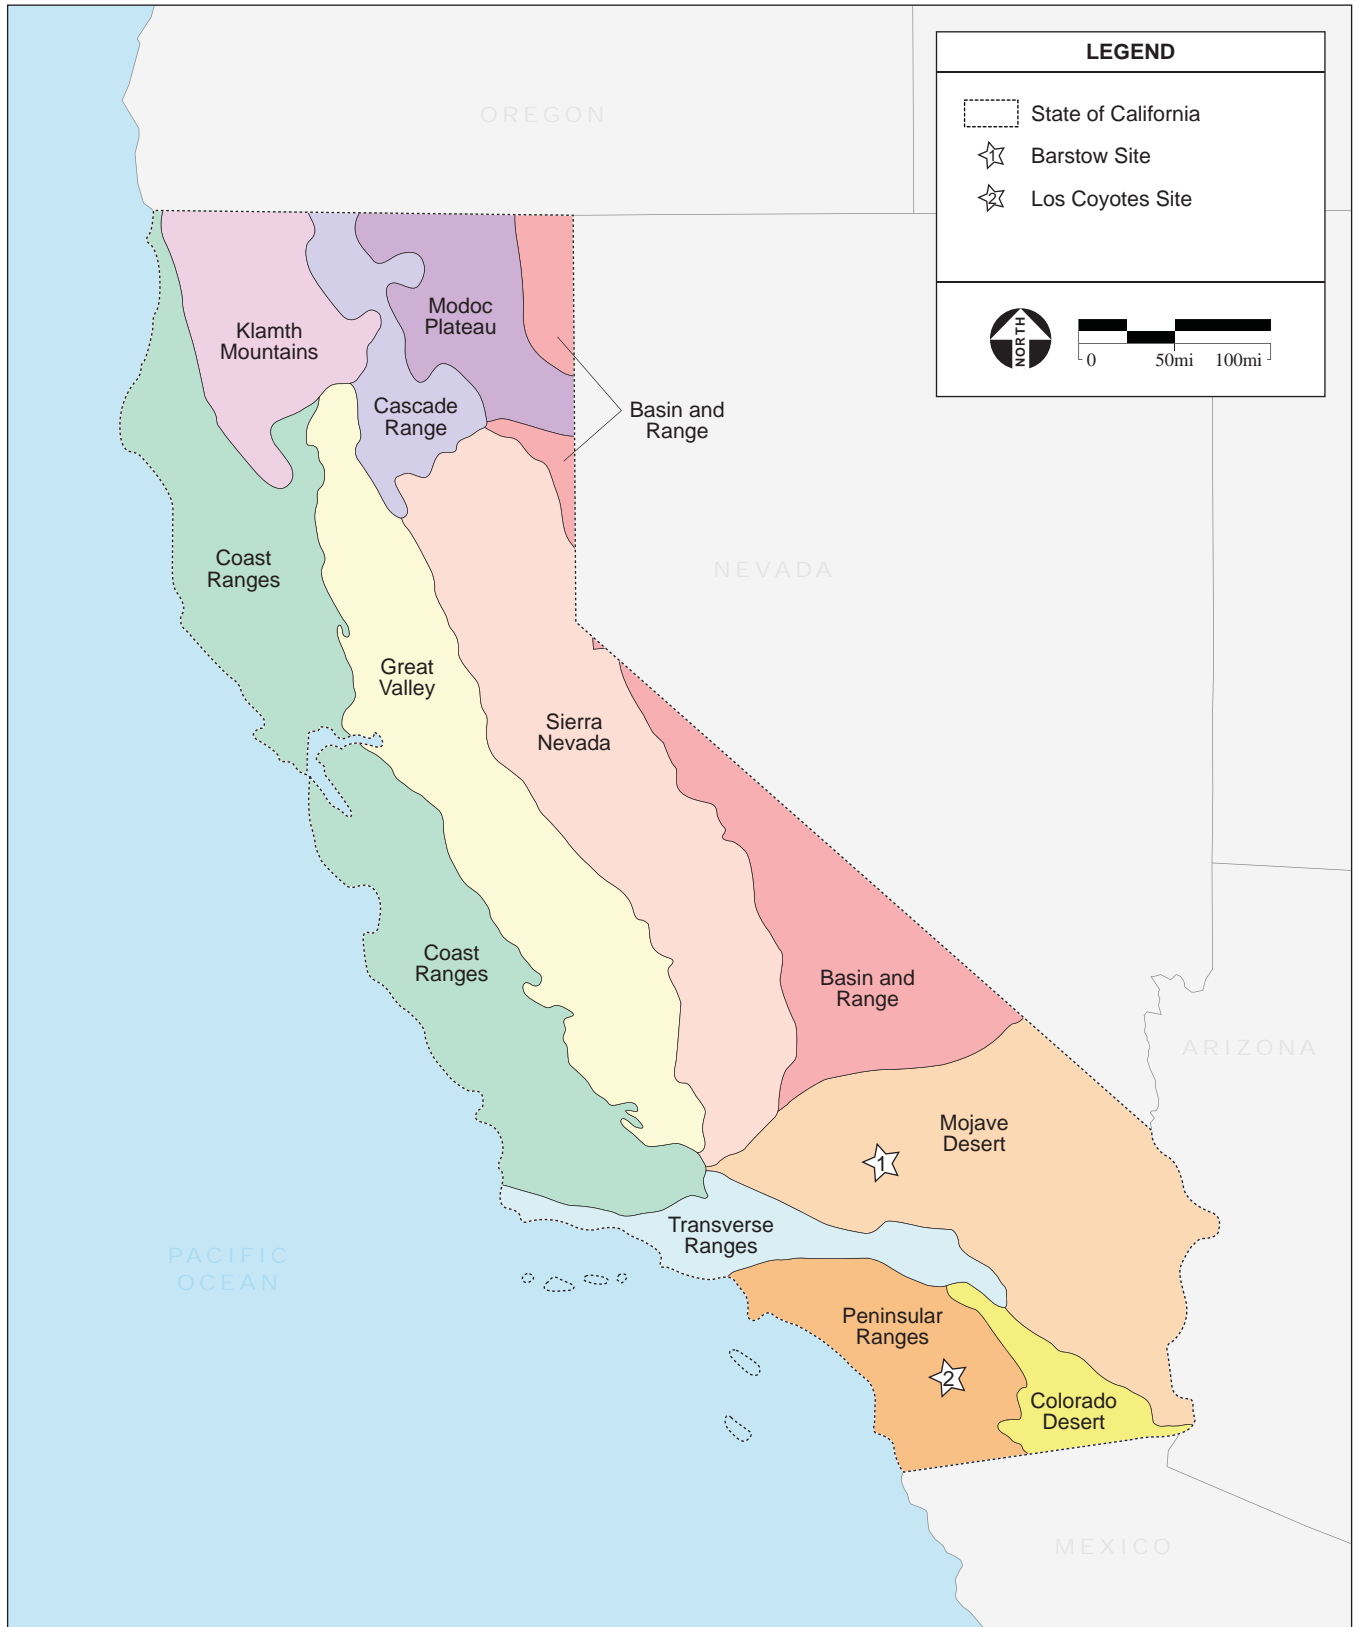 LEGEND
State of California
1
Barstow Site
2
Los Coyotes Site
NORTH
0 50mi 100mi
OREGON
Klamth
Mountains
Modoc
Plateau
Cascade
Range
Basin and
Range
Coast
Ranges
NEVADA
Great
Valley
Sierra
Nevada
Coast
Ranges
Basin and
Range
ARIZONA
Mojave
Desert
1
Transverse
Ranges
PACIFIC
OCEAN
Peninsular
Ranges
2
Colorado
Desert
MEXICO